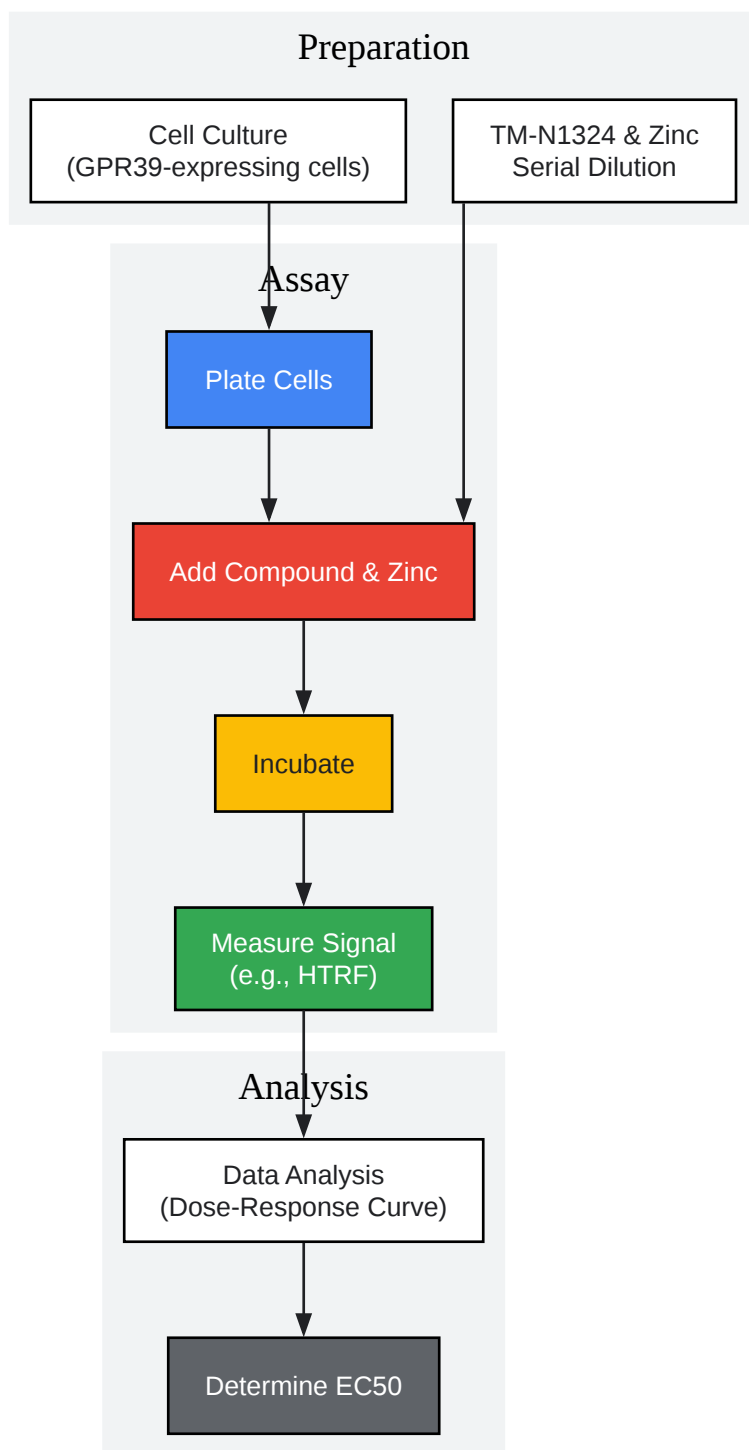 Preparation
Cell Culture
(GPR39-expressing cells)
TM-N1324 & Zinc
Serial Dilution
Assay
Plate Cells
Add Compound & Zinc
Incubate
Measure Signal
(e.g., HTRF)
Analysis
Data Analysis
(Dose-Response Curve)
Determine EC50